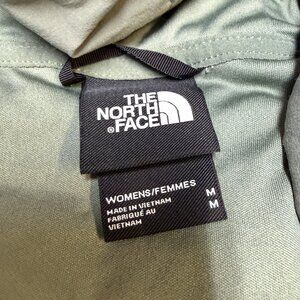 THE
NORTH
®FACE
WOMENS/FEMMES M
MADE IN VIETNAM M
FABRIQUÉ AU
VIETNAM